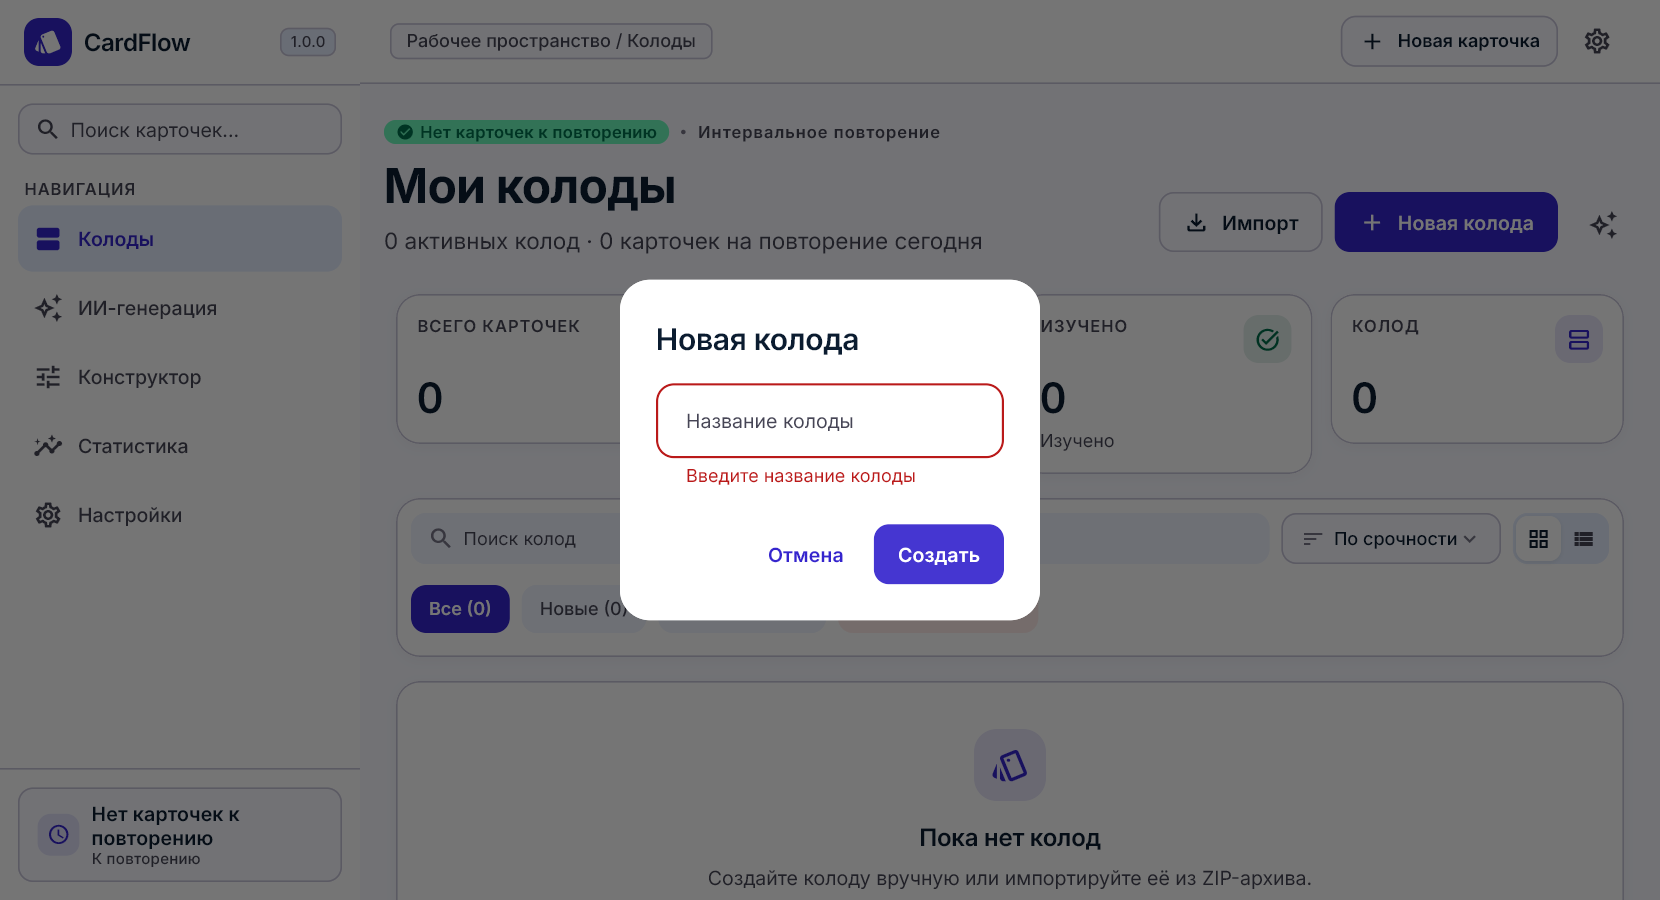 CardFlow
1.0.0
Рабочее пространство / Колоды
Новая карточка
Поиск карточек...
НАВИГАЦИЯ
Колоды
ИИ-генерация
Конструктор
Статистика
Настройки
Нет карточек к
повторению
К повторению
Нет карточек к повторению • Интервальное повторение
Мои колоды
0 активных колод · 0 карточек на повторение сегодня
Импорт
Новая колода
ВСЕГО КАРТОЧЕК
0
ИЗУЧЕНО
0
Изучено
КОЛОД
0
Новая колода
Название колоды
Введите название колоды
Отмена
Создать
Поиск колод
По срочности
Все (0)
Новые (0)
Пока нет колод
Создайте колоду вручную или импортируйте её из ZIP-архива.